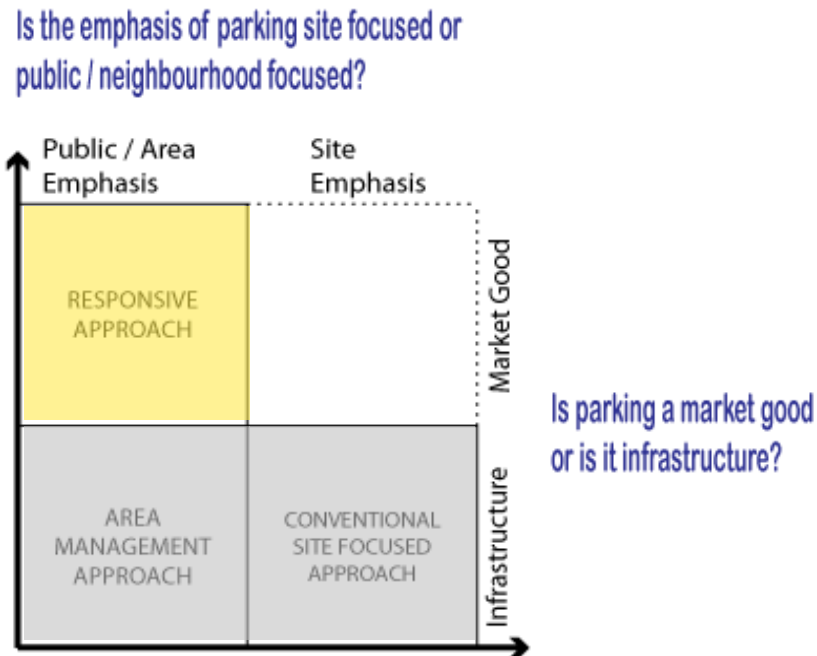 Is the emphasis of parking site focused or
public / neighbourhood focused?
Public / Area
Emphasis
Site
Emphasis
RESPONSIVE
APPROACH
Market Good
Is parking a market good
or is it infrastructure?
AREA
MANAGEMENT
APPROACH
CONVENTIONAL
SITE FOCUSED
APPROACH
Infrastructure